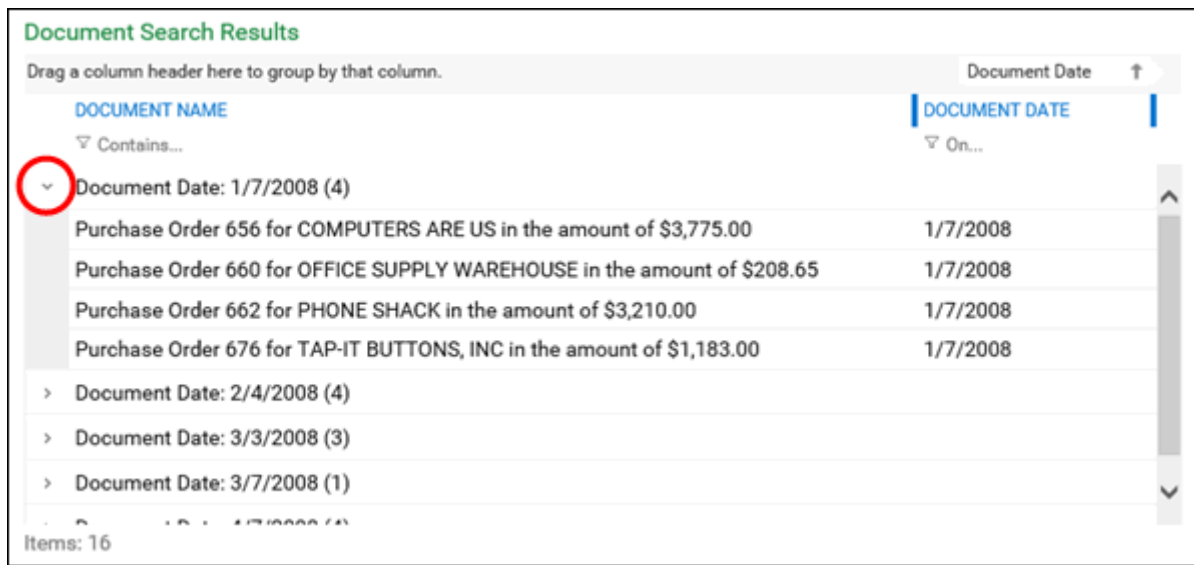 Document Search Results
Drag a column header here to group by that column. Document Date ↑
DOCUMENT NAME DOCUMENT DATE
Contains... On...
Document Date: 1/7/2008 (4)
Purchase Order 656 for COMPUTERS ARE US in the amount of $3,775.00 1/7/2008
Purchase Order 660 for OFFICE SUPPLY WAREHOUSE in the amount of $208.65 1/7/2008
Purchase Order 662 for PHONE SHACK in the amount of $3,210.00 1/7/2008
Purchase Order 676 for TAP-IT BUTTONS, INC in the amount of $1,183.00 1/7/2008
Document Date: 2/4/2008 (4)
Document Date: 3/3/2008 (3)
Document Date: 3/7/2008 (1)
Items: 16